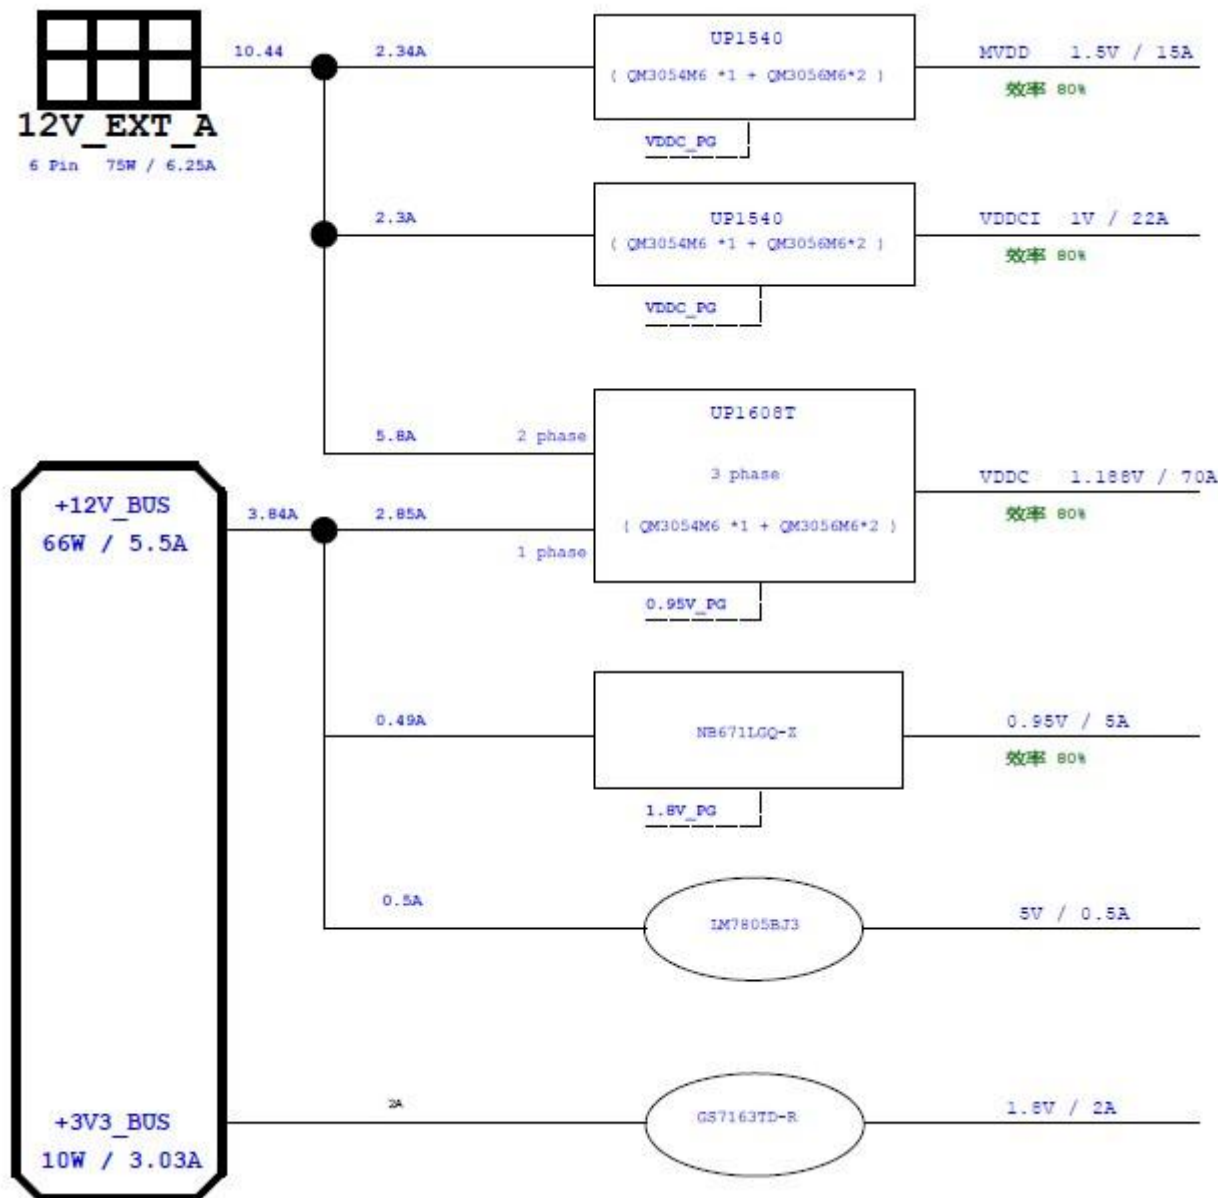 10.44
2.34A
UP1540
( QM3054M6 *1 + QM3056M6*2 )
MVDD 1.5V / 15A
效率 80%
12V_EXT_A
6 Pin 75W / 6.25A
VDDC_PG
2.3A
UP1540
( QM3054M6 *1 + QM3056M6*2 )
VDDCI 1V / 22A
效率 80%
VDDC_PG
5.8A
2 phase
UP1608T
3 phase
( QM3054M6 *1 + QM3056M6*2 )
VDDC 1.188V / 70A
效率 80%
+12V_BUS
66W / 5.5A
3.84A
2.85A
1 phase
0.95V_PG
0.49A
NB671LGQ-Z
0.95V / 5A
效率 80%
1.8V_PG
0.5A
LM7805BJ3
5V / 0.5A
+3V3_BUS
10W / 3.03A
2A
GS7163TD-R
1.8V / 2A